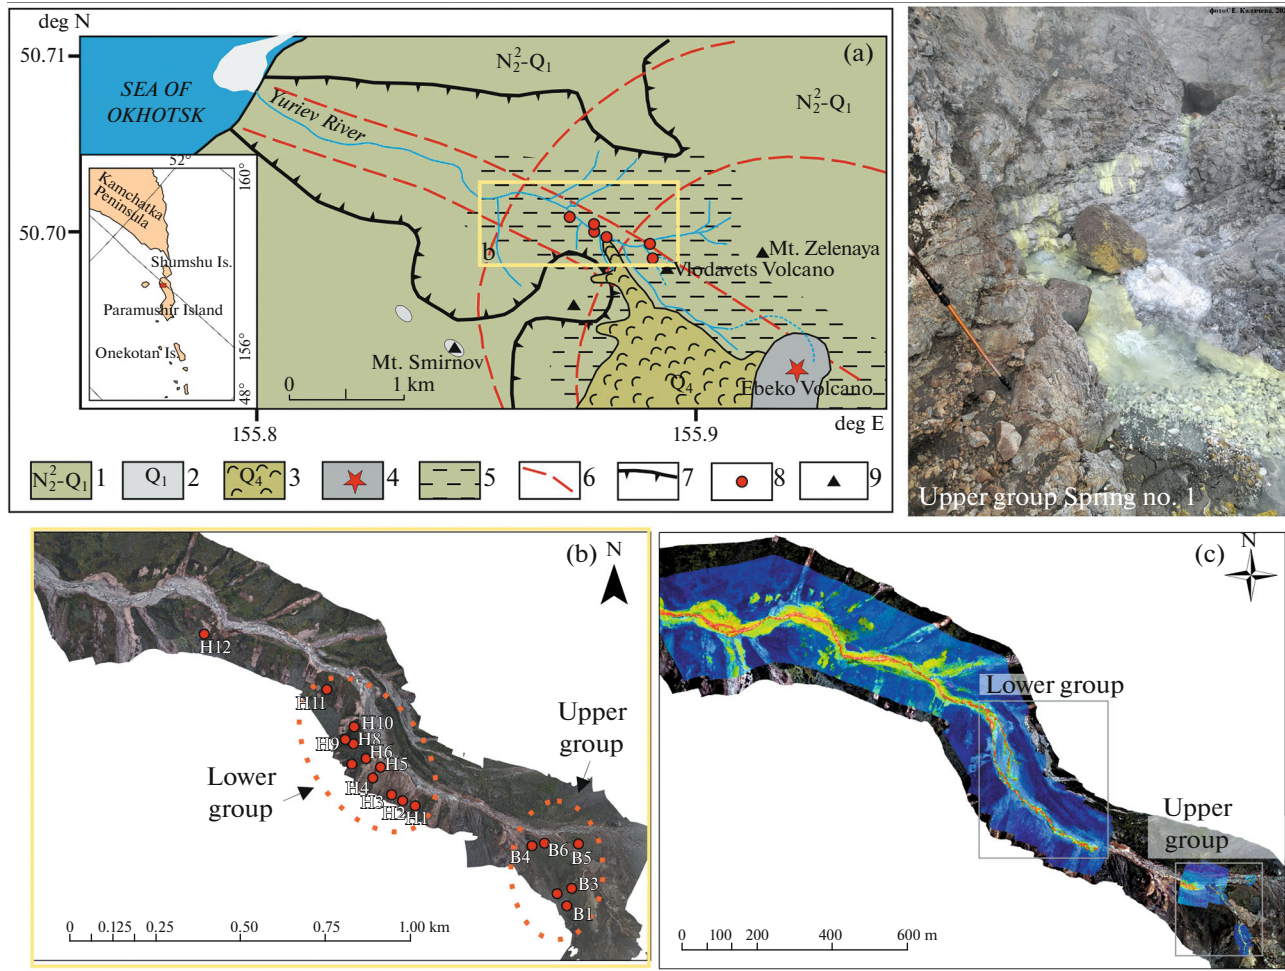 deg N
50.71
50.70
SEA OF
OKHOTSK
Yuriev River
N₂²-Q₁
(a)
N₂²-Q₁
52°
160°
Kamchatka
Peninsula
Shumshu Is.
Paramushir Island
Onekotan Is.
156°
48°
b
Mt. Zelenaya
Vlodavets Volcano
Mt. Smirnov
0
1 km
Q₄
Ebeko Volcano
155.8
155.9
deg E
N₂²-Q₁ 1
Q₁ 2
Q₄ 3
4
5
6
7
8
9
Upper group Spring no. 1
(b)
N
H12
H11
H10
H9
H8
H6
H5
H4
H3
H2
H1
Lower
group
Upper
group
B4
B6
B5
B3
B1
0 0.125 0.25 0.50 0.75 1.00 km
(c)
N
Lower group
Upper
group
0 100 200 400 600 m